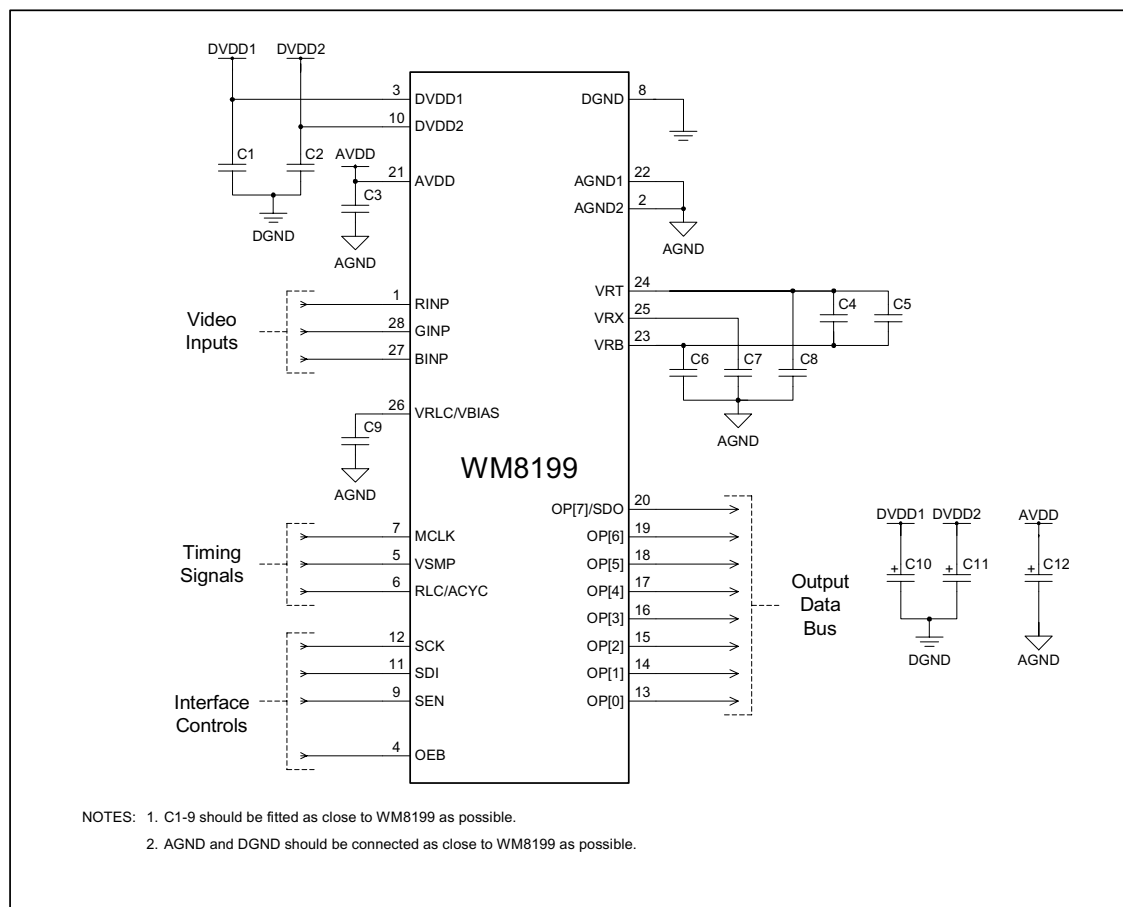 DVDD1 DVDD2
3 DVDD1
10 DVDD2
C1 C2
DGND
AVDD
21 AVDD
C3
AGND
DGND 8
AGND1 22
AGND2 2
AGND
Video
Inputs
1 RINP
28 GINP
27 BINP
VRT 24
VRX 25
VRB 23
C4 C5
C6 C7 C8
AGND
26 VRLC/VBIAS
C9
AGND
WM8199
Timing
Signals
7 MCLK
5 VSMP
6 RLC/ACYC
Interface
Controls
12 SCK
11 SDI
9 SEN
4 OEB
OP[7]/SDO 20
OP[6] 19
OP[5] 18
OP[4] 17
OP[3] 16
OP[2] 15
OP[1] 14
OP[0] 13
Output
Data
Bus
DVDD1 DVDD2 AVDD
+ C10 + C11 + C12
DGND AGND
NOTES: 1. C1-9 should be fitted as close to WM8199 as possible.
2. AGND and DGND should be connected as close to WM8199 as possible.